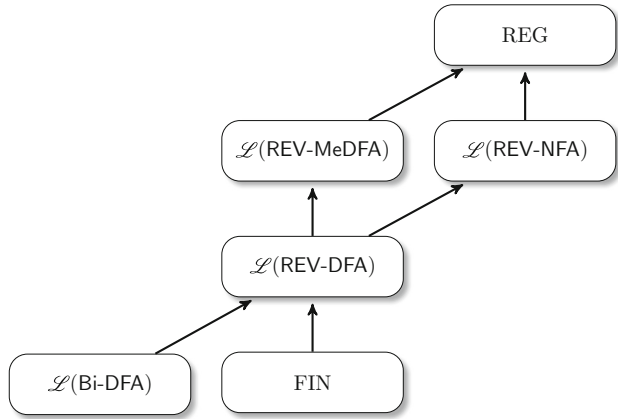 REG
ℒ(REV-MeDFA)
ℒ(REV-NFA)
ℒ(REV-DFA)
ℒ(Bi-DFA)
FIN